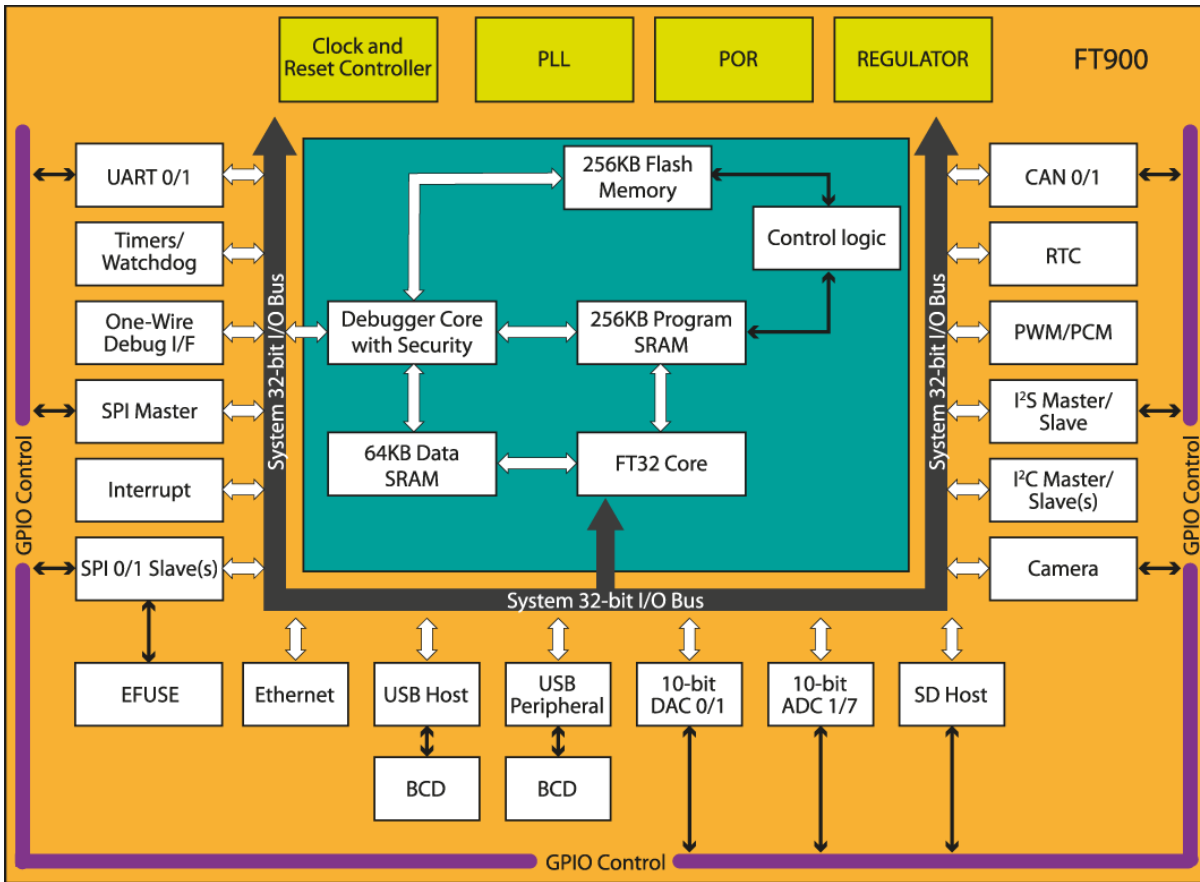 Clock and
Reset Controller
PLL
POR
REGULATOR
FT900
UART 0/1
Timers/
Watchdog
One-Wire
Debug I/F
SPI Master
Interrupt
SPI 0/1 Slave(s)
EFUSE
GPIO Control
System 32-bit I/O Bus
256KB Flash
Memory
Control logic
Debugger Core
with Security
256KB Program
SRAM
64KB Data
SRAM
FT32 Core
System 32-bit I/O Bus
System 32-bit I/O Bus
CAN 0/1
RTC
PWM/PCM
I²S Master/
Slave
I²C Master/
Slave(s)
Camera
GPIO Control
Ethernet
USB Host
USB
Peripheral
10-bit
DAC 0/1
10-bit
ADC 1/7
SD Host
BCD
BCD
GPIO Control